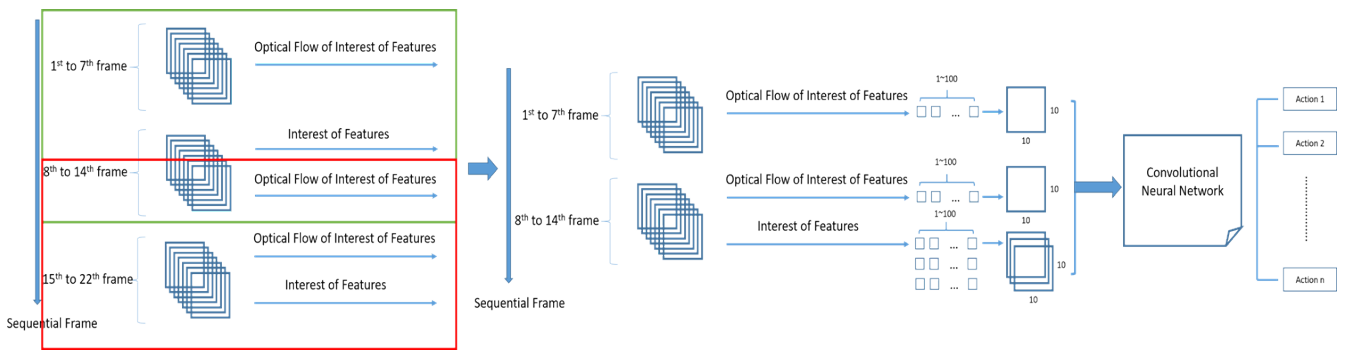 1st to 7th frame
Optical Flow of Interest of Features
8th to 14th frame
Interest of Features
Optical Flow of Interest of Features
15th to 22th frame
Optical Flow of Interest of Features
Interest of Features
Sequential Frame
1st to 7th frame
Optical Flow of Interest of Features
1~100
...
10
10
8th to 14th frame
Optical Flow of Interest of Features
1~100
...
10
10
Interest of Features
1~100
...
...
...
10
10
Sequential Frame
Convolutional
Neural Network
Action 1
Action 2
Action n